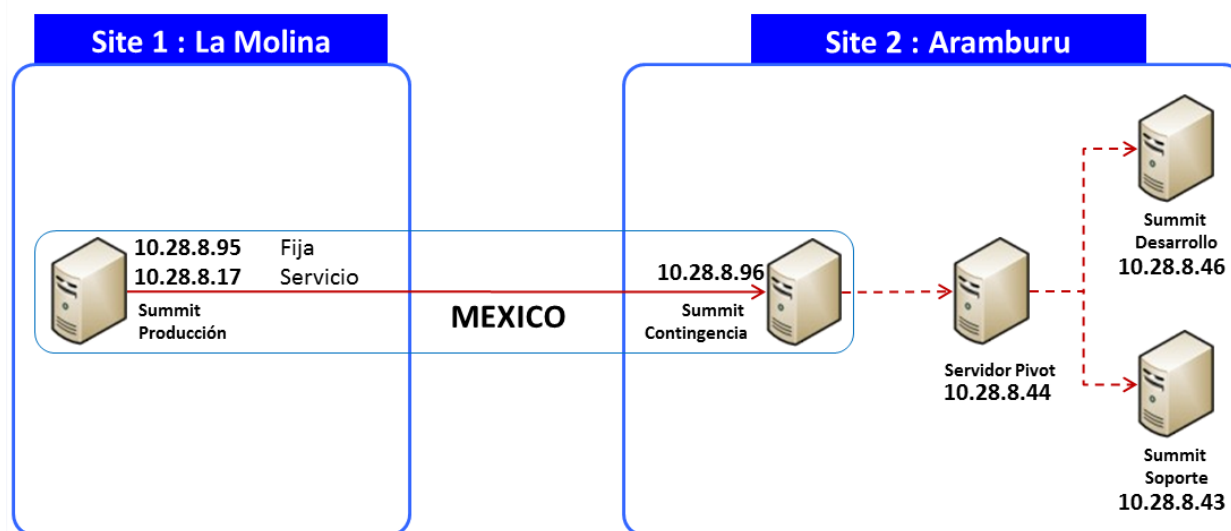 Site 1 : La Molina
Site 2 : Aramburu
10.28.8.95 Fija
10.28.8.17 Servicio
Summit
Producción
MEXICO
10.28.8.96
Summit
Contingencia
Servidor Pivot
10.28.8.44
Summit
Desarrollo
10.28.8.46
Summit
Soporte
10.28.8.43